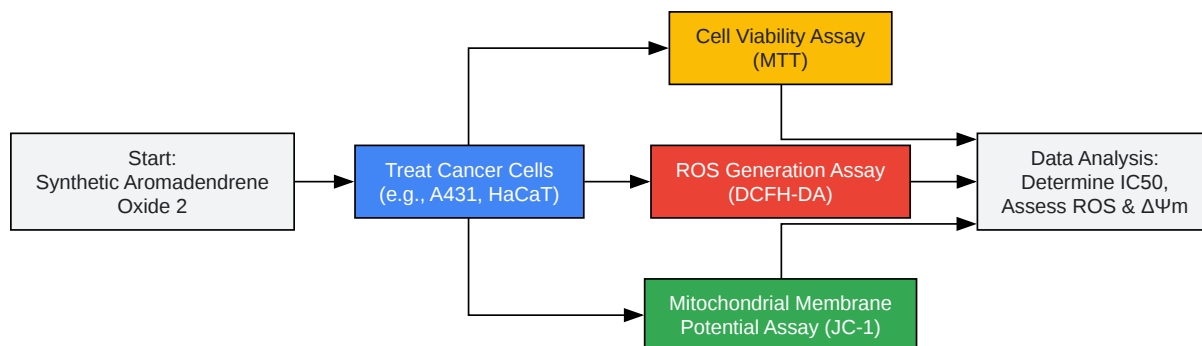 Start:
Synthetic Aromadendrene
Oxide 2
Treat Cancer Cells
(e.g., A431, HaCaT)
Cell Viability Assay
(MTT)
ROS Generation Assay
(DCFH-DA)
Mitochondrial Membrane
Potential Assay (JC-1)
Data Analysis:
Determine IC50,
Assess ROS & ΔΨm